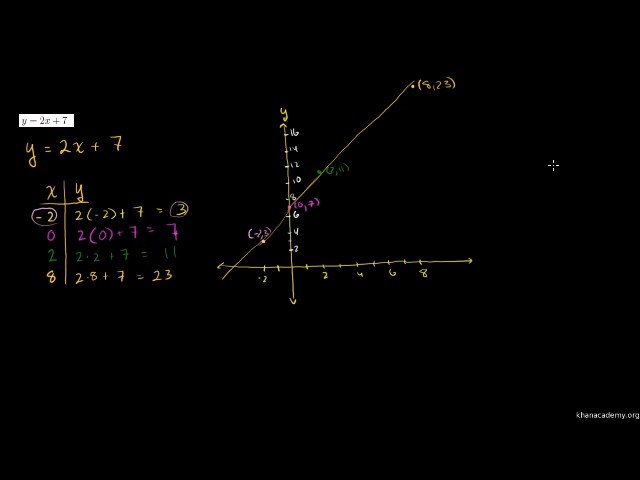 y = 2x + 7
y = 2x + 7
x y
-2 2(-2) + 7 = 3
0 2(0) + 7 = 7
2 2·2 + 7 = 11
8 2·8 + 7 = 23
y
16
14
12
10
8
6
4
2
-2 2 4 6 8
(8,23)
(2,11)
(0,7)
(-2,3)
khanacademy.org